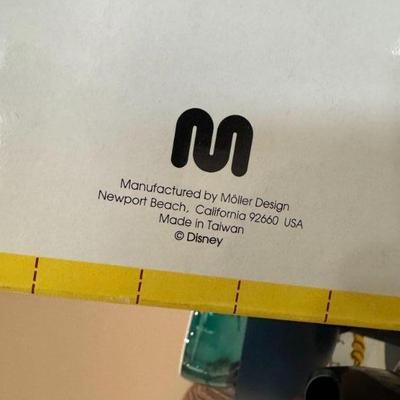 m
Manufactured by Möller Design
Newport Beach, California 92660 USA
Made in Taiwan
© Disney